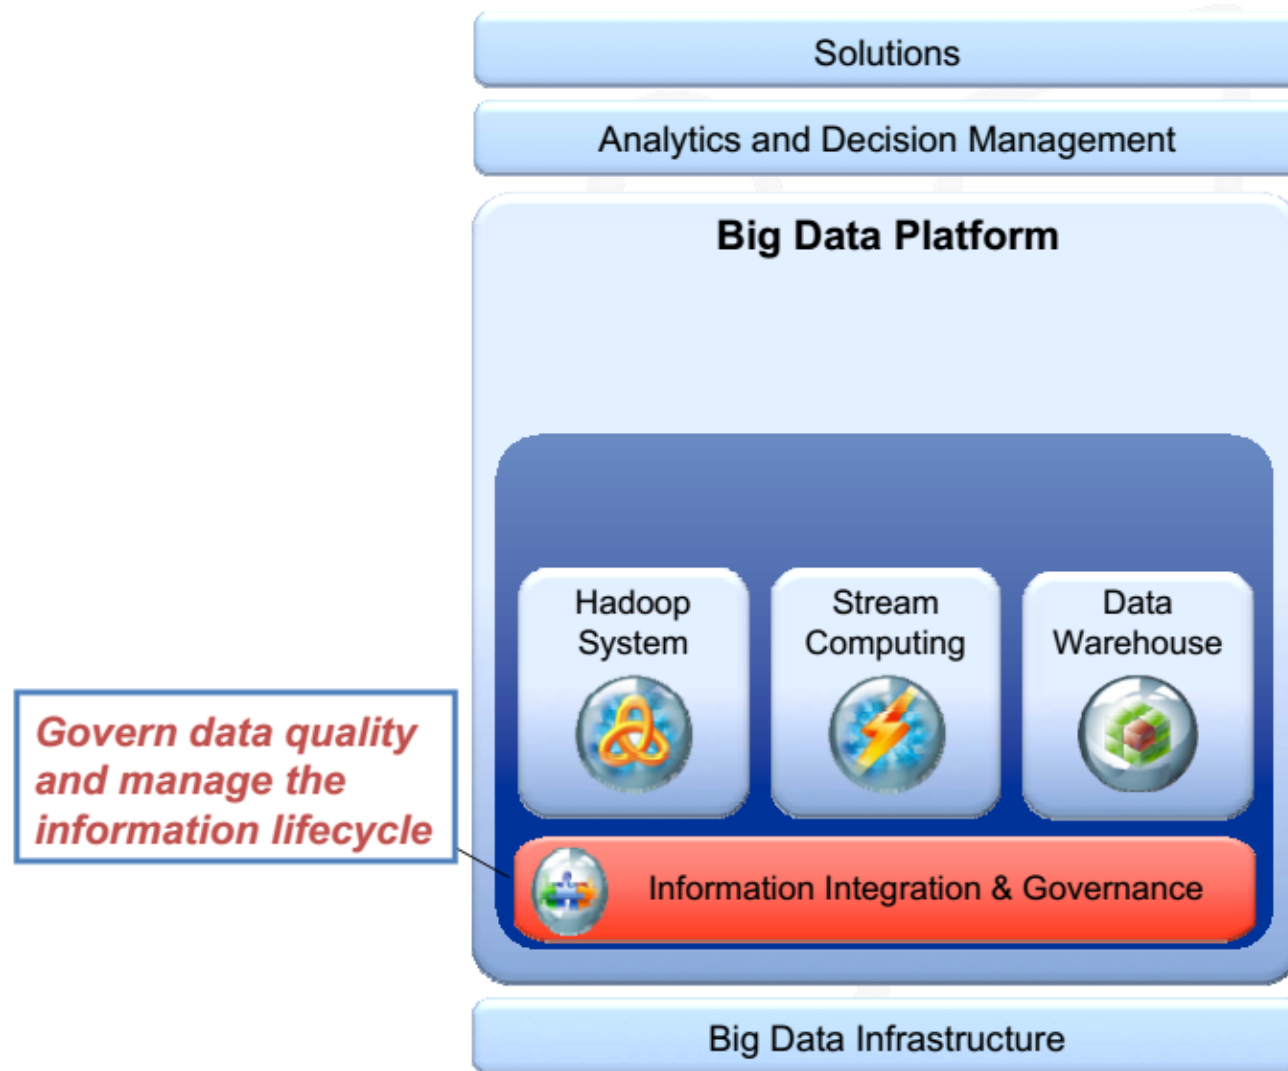 Solutions
Analytics and Decision Management
Big Data Platform
Hadoop
System
Stream
Computing
Data
Warehouse
Govern data quality
and manage the
information lifecycle
Information Integration & Governance
Big Data Infrastructure